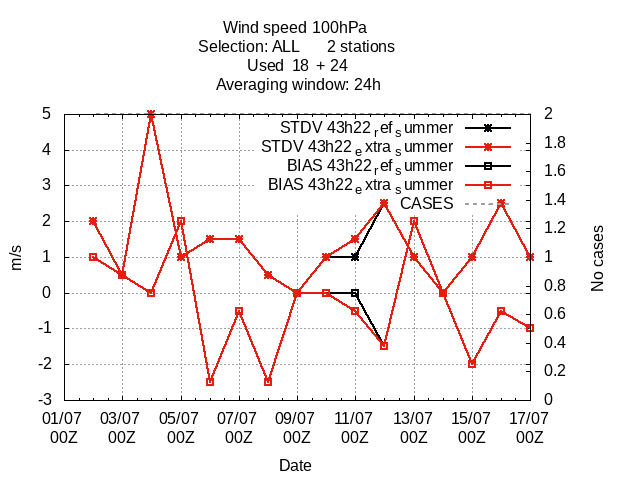 Wind speed 100hPa
Selection: ALL 2 stations
Used 18 + 24
Averaging window: 24h
STDV 43h22refsummer
STDV 43h22extrasummer
BIAS 43h22refsummer
BIAS 43h22extrasummer
CASES
5
4
3
2
1
0
-1
-2
-3
m/s
2
1.8
1.6
1.4
1.2
1
0.8
0.6
0.4
0.2
0
No cases
01/07 03/07 05/07 07/07 09/07 11/07 13/07 15/07 17/07
00Z 00Z 00Z 00Z 00Z 00Z 00Z 00Z 00Z
Date